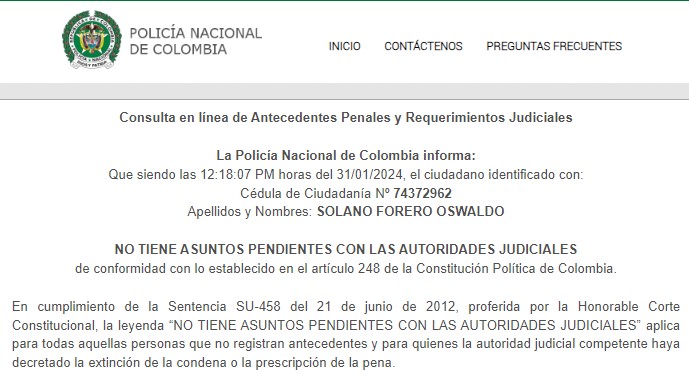 POLICÍA NACIONAL
DE COLOMBIA
INICIO CONTÁCTENOS PREGUNTAS FRECUENTES
Consulta en línea de Antecedentes Penales y Requerimientos Judiciales
La Policía Nacional de Colombia informa:
Que siendo las 12:18:07 PM horas del 31/01/2024, el ciudadano identificado con:
Cédula de Ciudadanía Nº 74372962
Apellidos y Nombres: SOLANO FORERO OSWALDO
NO TIENE ASUNTOS PENDIENTES CON LAS AUTORIDADES JUDICIALES
de conformidad con lo establecido en el artículo 248 de la Constitución Política de Colombia.
En cumplimiento de la Sentencia SU-458 del 21 de junio de 2012, proferida por la Honorable Corte
Constitucional, la leyenda “NO TIENE ASUNTOS PENDIENTES CON LAS AUTORIDADES JUDICIALES” aplica
para todas aquellas personas que no registran antecedentes y para quienes la autoridad judicial competente haya
decretado la extinción de la condena o la prescripción de la pena.